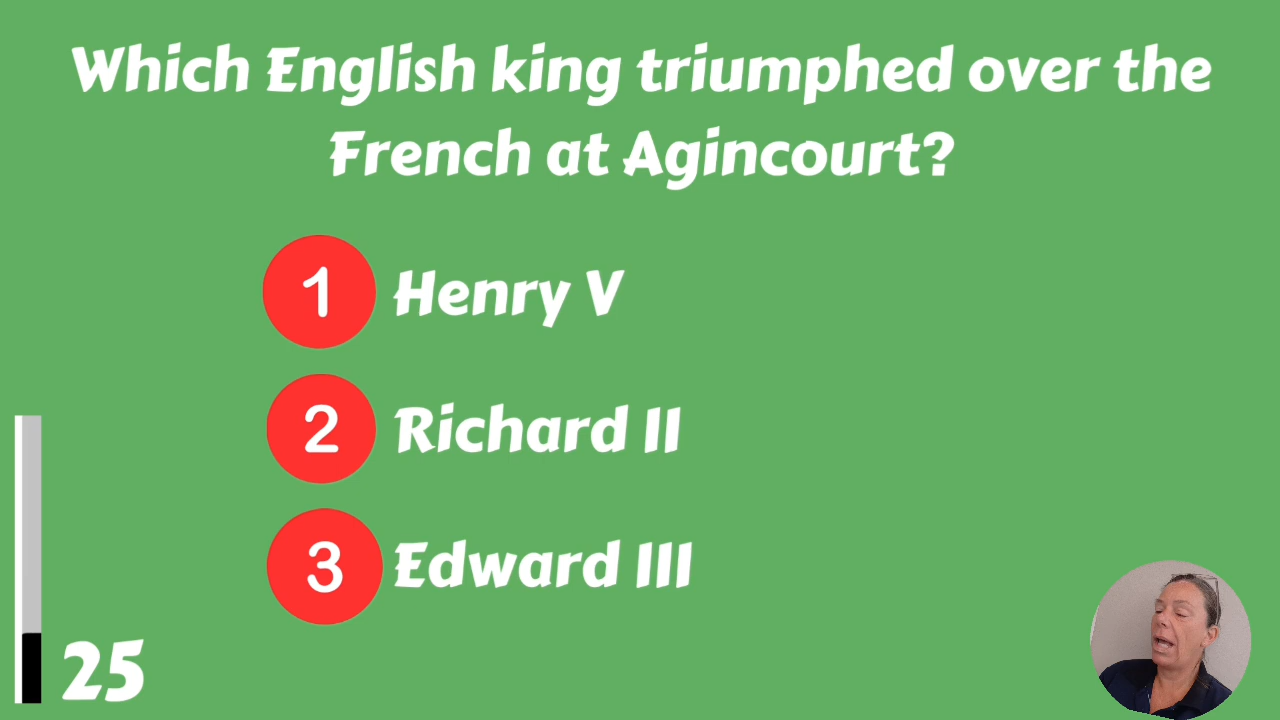 Which English king triumphed over the
French at Agincourt?
1 Henry V
2 Richard II
3 Edward III
25